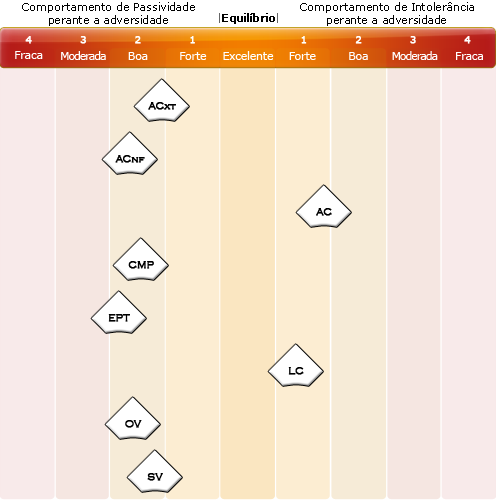 Comportamento de Passividade
perante a adversidade
|Equilíbrio|
Comportamento de Intolerância
perante a adversidade
4 3 2 1 1 2 3 4
Fraca Moderada Boa Forte Excelente Forte Boa Moderada Fraca
ACXT
ACNF
AC
CMP
EPT
LC
OV
SV